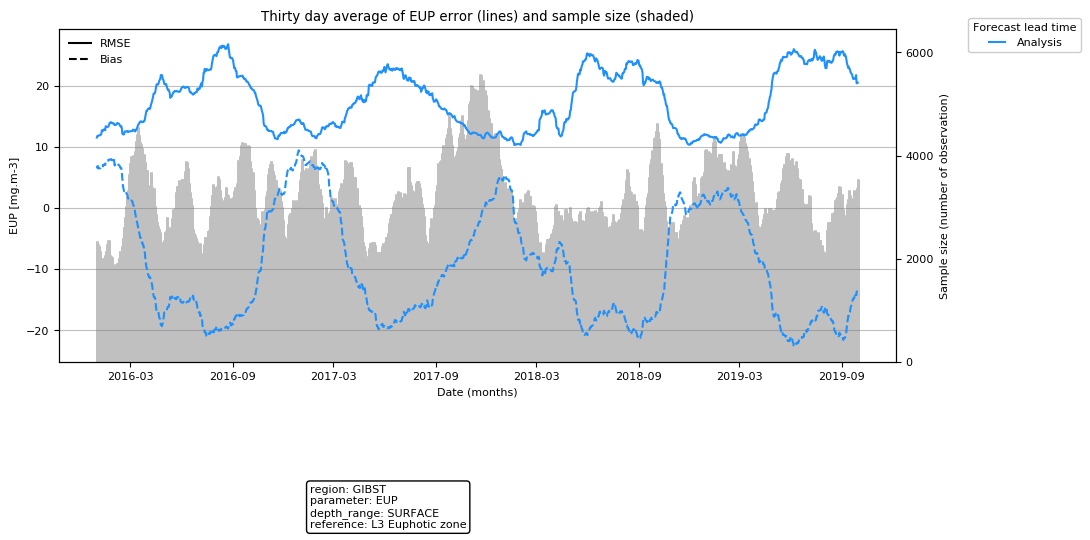 Thirty day average of EUP error (lines) and sample size (shaded)
Forecast lead time
Analysis
RMSE
Bias
EUP [mg.m-3]
20
10
0
−10
−20
6000
4000
2000
0
Sample size (number of observation)
2016-03 2016-09 2017-03 2017-09 2018-03 2018-09 2019-03 2019-09
Date (months)
region: GIBST
parameter: EUP
depth_range: SURFACE
reference: L3 Euphotic zone